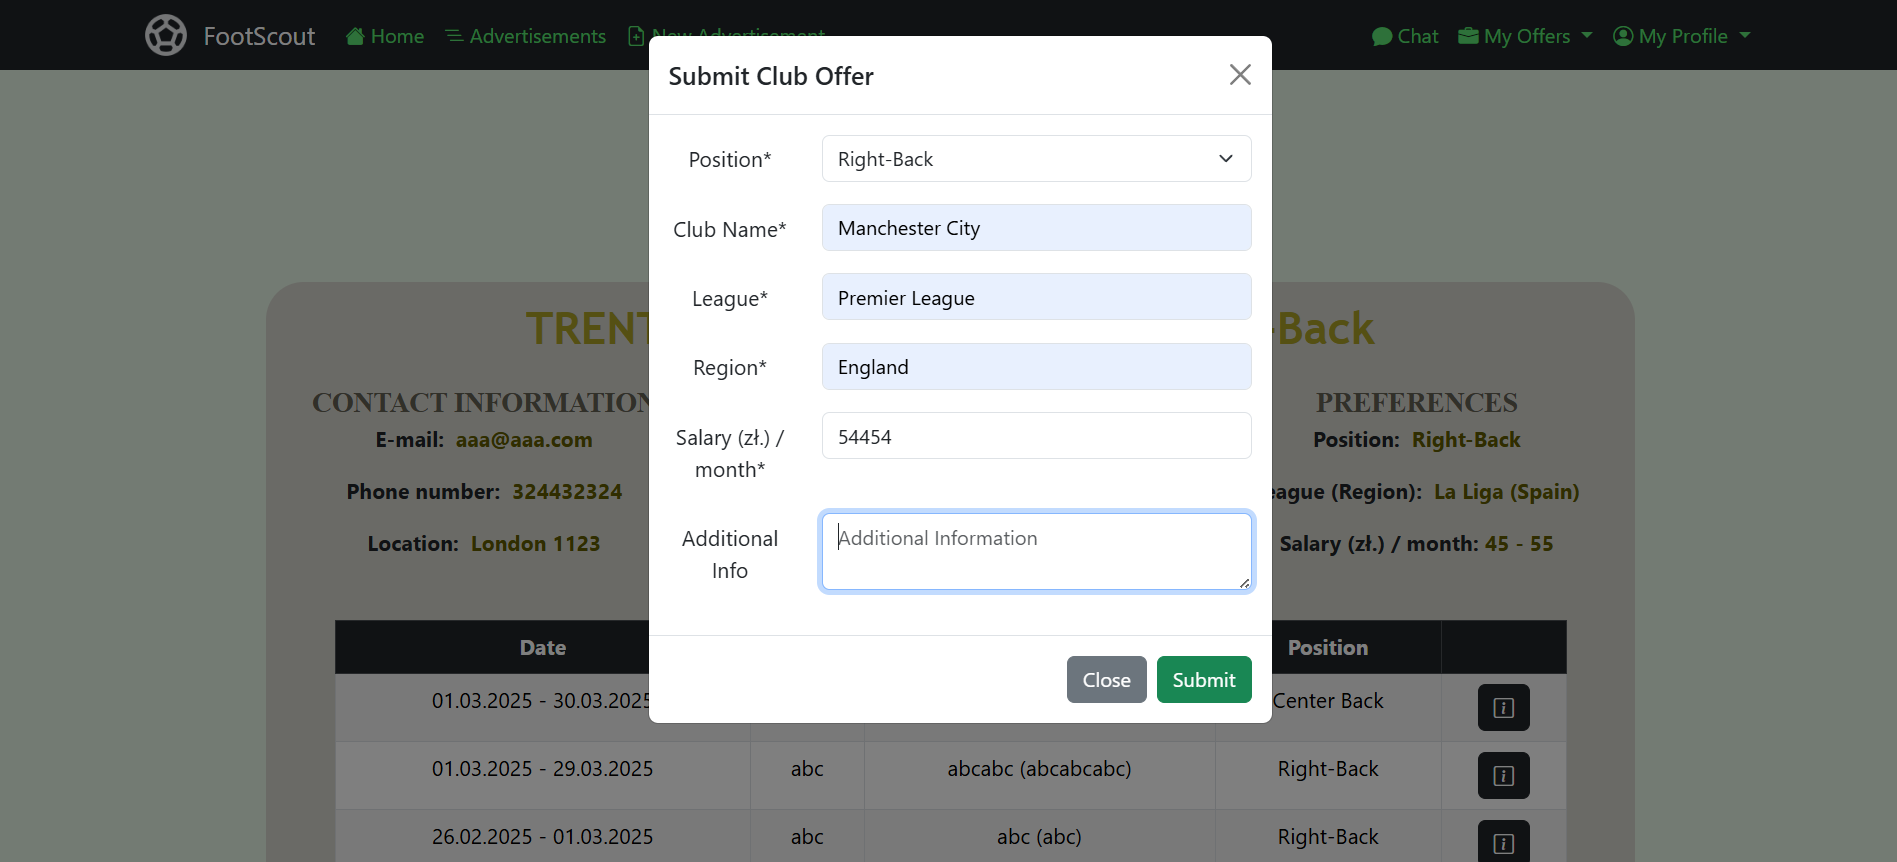 FootScout Home Advertisements New Advertisement Chat My Offers My Profile
Submit Club Offer
Position* Right-Back
Club Name* Manchester City
League* Premier League
Region* England
Salary (zł.) / month* 54454
Additional Info Additional Information
Close Submit
TRENT -Back
CONTACT INFORMATION
E-mail: aaa@aaa.com
Phone number: 324432324
Location: London 1123
PREFERENCES
Position: Right-Back
eague (Region): La Liga (Spain)
Salary (zł.) / month: 45 - 55
Date Position
01.03.2025 - 30.03.2025 Center Back
01.03.2025 - 29.03.2025 abc abcabc (abcabcabc) Right-Back
26.02.2025 - 01.03.2025 abc abc (abc) Right-Back